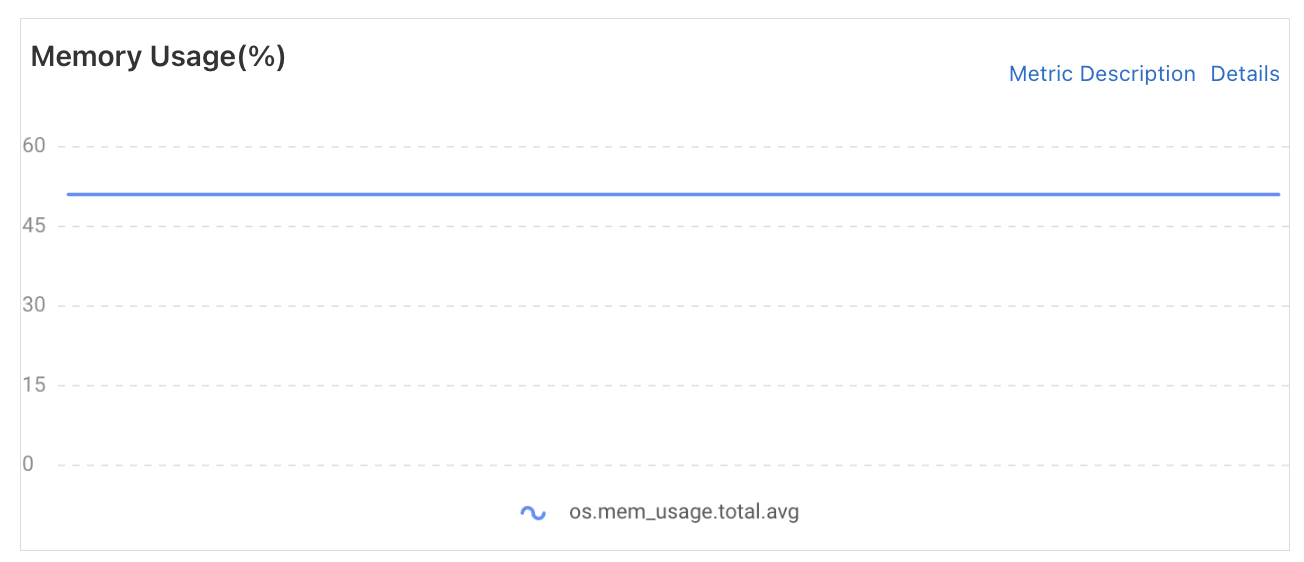 Memory Usage(%)
Metric Description Details
60
45
30
15
0
os.mem_usage.total.avg